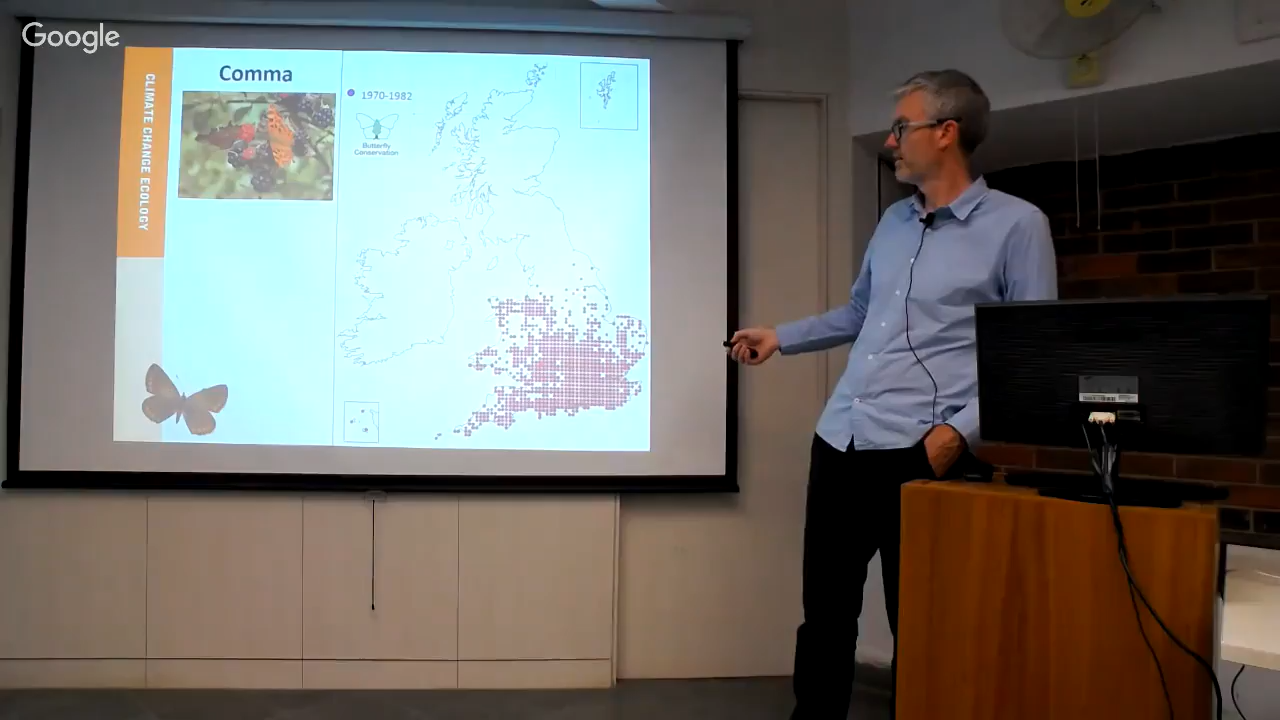 Google
CLIMATE CHANGE ECOLOGY
Comma
1970-1982
Butterfly
Conservation